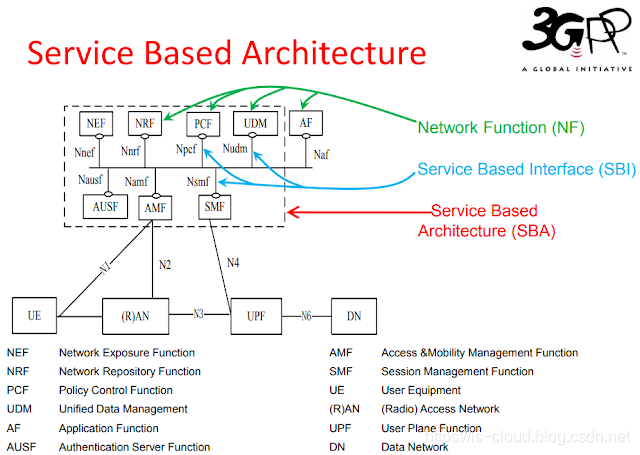 Service Based Architecture
3GPP
A GLOBAL INITIATIVE
NEF NRF PCF UDM AF
Network Function (NF)
Nnef Nnrf Npcf Nudm Naf
Service Based Interface (SBI)
Nausf Namf Nsmf
AUSF AMF SMF
Service Based
Architecture (SBA)
N1 N2 N4
UE (R)AN N3 UPF N6 DN
NEF Network Exposure Function
NRF Network Repository Function
PCF Policy Control Function
UDM Unified Data Management
AF Application Function
AUSF Authentication Server Function
AMF Access &Mobility Management Function
SMF Session Management Function
UE User Equipment
(R)AN (Radio) Access Network
UPF User Plane Function
DN Data Network
https://is-cloud.blog.csdn.net